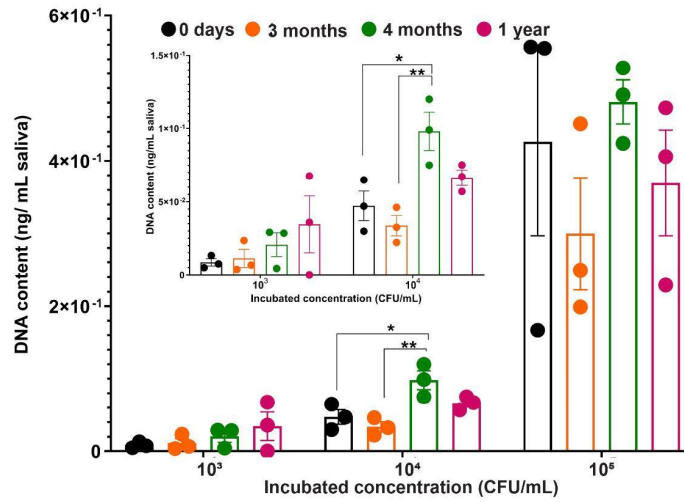 0 days 3 months 4 months 1 year
DNA content (ng/ mL saliva)
6×10⁻¹
4×10⁻¹
2×10⁻¹
0
DNA content (ng/mL saliva)
1.5×10⁻¹
1×10⁻¹
5×10⁻²
0
*
**
10³ 10⁴
Incubated concentration (CFU/mL)
*
**
10³ 10⁴ 10⁵
Incubated concentration (CFU/mL)